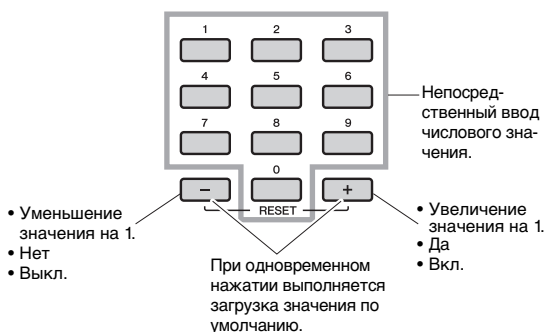 1 2 3
4 5 6
7 8 9
0
− +
RESET
Непосред-
ственный ввод
числового зна-
чения.
• Уменьшение
значения на 1.
• Нет
• Выкл.
При одновременном
нажатии выполняется
загрузка значения по
умолчанию.
• Увеличение
значения на 1.
• Да
• Вкл.